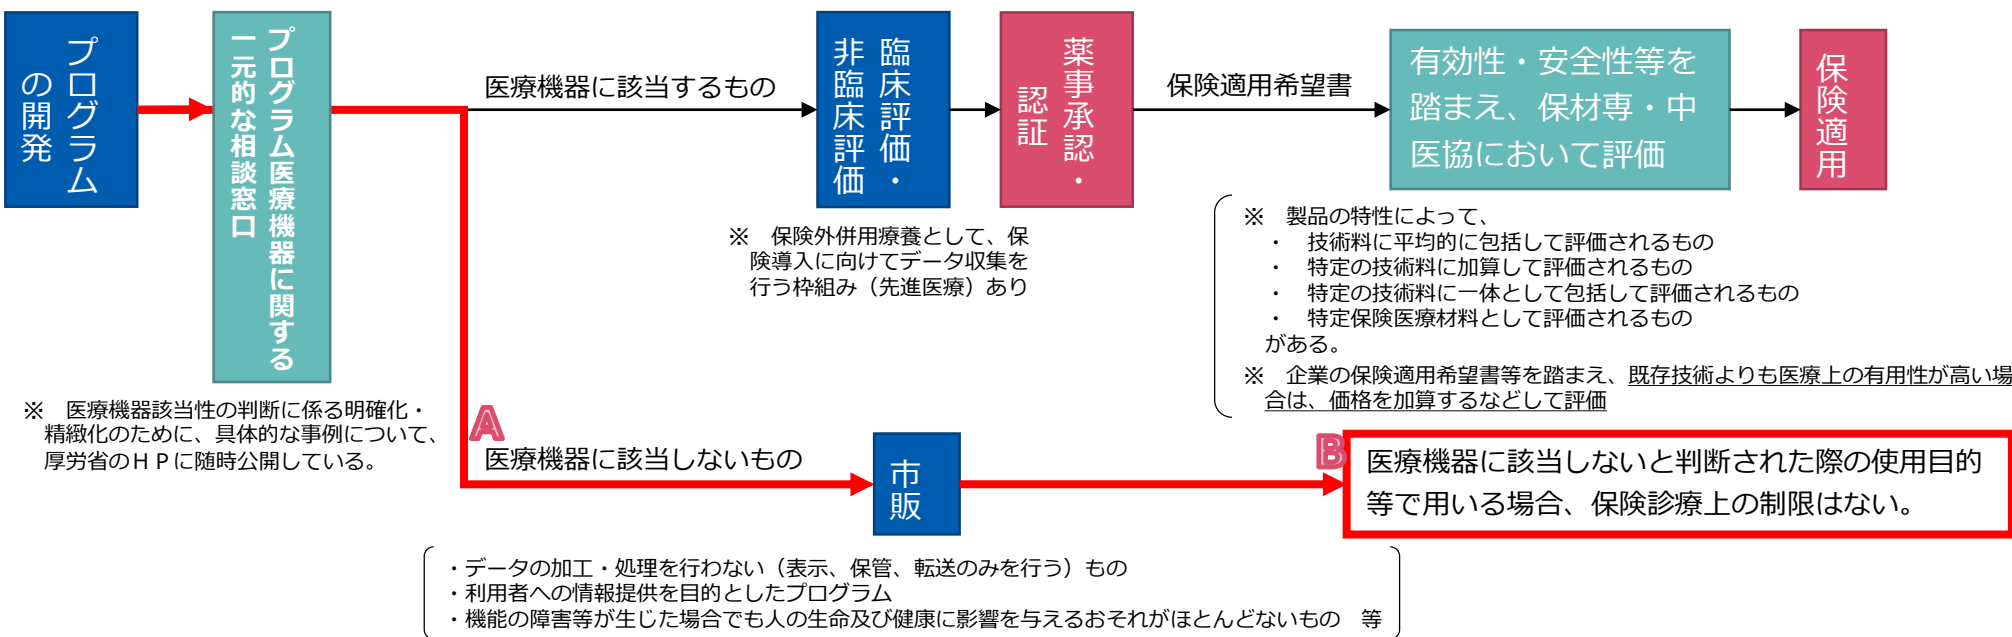 プログラム
の開発
プログラム医療機器に関する
一元的な相談窓口
医療機器に該当するもの
臨床評価・
非臨床評価
薬事承認・
認証
保険適用希望書
有効性・安全性等を
踏まえ、保材専・中
医協において評価
保険適用
※　保険外併用療養として、保
険導入に向けてデータ収集を
行う枠組み（先進医療）あり
※　製品の特性によって、
・　技術料に平均的に包括して評価されるもの
・　特定の技術料に加算して評価されるもの
・　特定の技術料に一体として包括して評価されるもの
・　特定保険医療材料として評価されるもの
がある。
※　企業の保険適用希望書等を踏まえ、既存技術よりも医療上の有用性が高い場
合は、価格を加算するなどして評価
※　医療機器該当性の判断に係る明確化・
精緻化のために、具体的な事例について、
厚労省のＨＰに随時公開している。
A
医療機器に該当しないもの
市販
B
医療機器に該当しないと判断された際の使用目的
等で用いる場合、保険診療上の制限はない。
・データの加工・処理を行わない（表示、保管、転送のみを行う）もの
・利用者への情報提供を目的としたプログラム
・機能の障害等が生じた場合でも人の生命及び健康に影響を与えるおそれがほとんどないもの　等